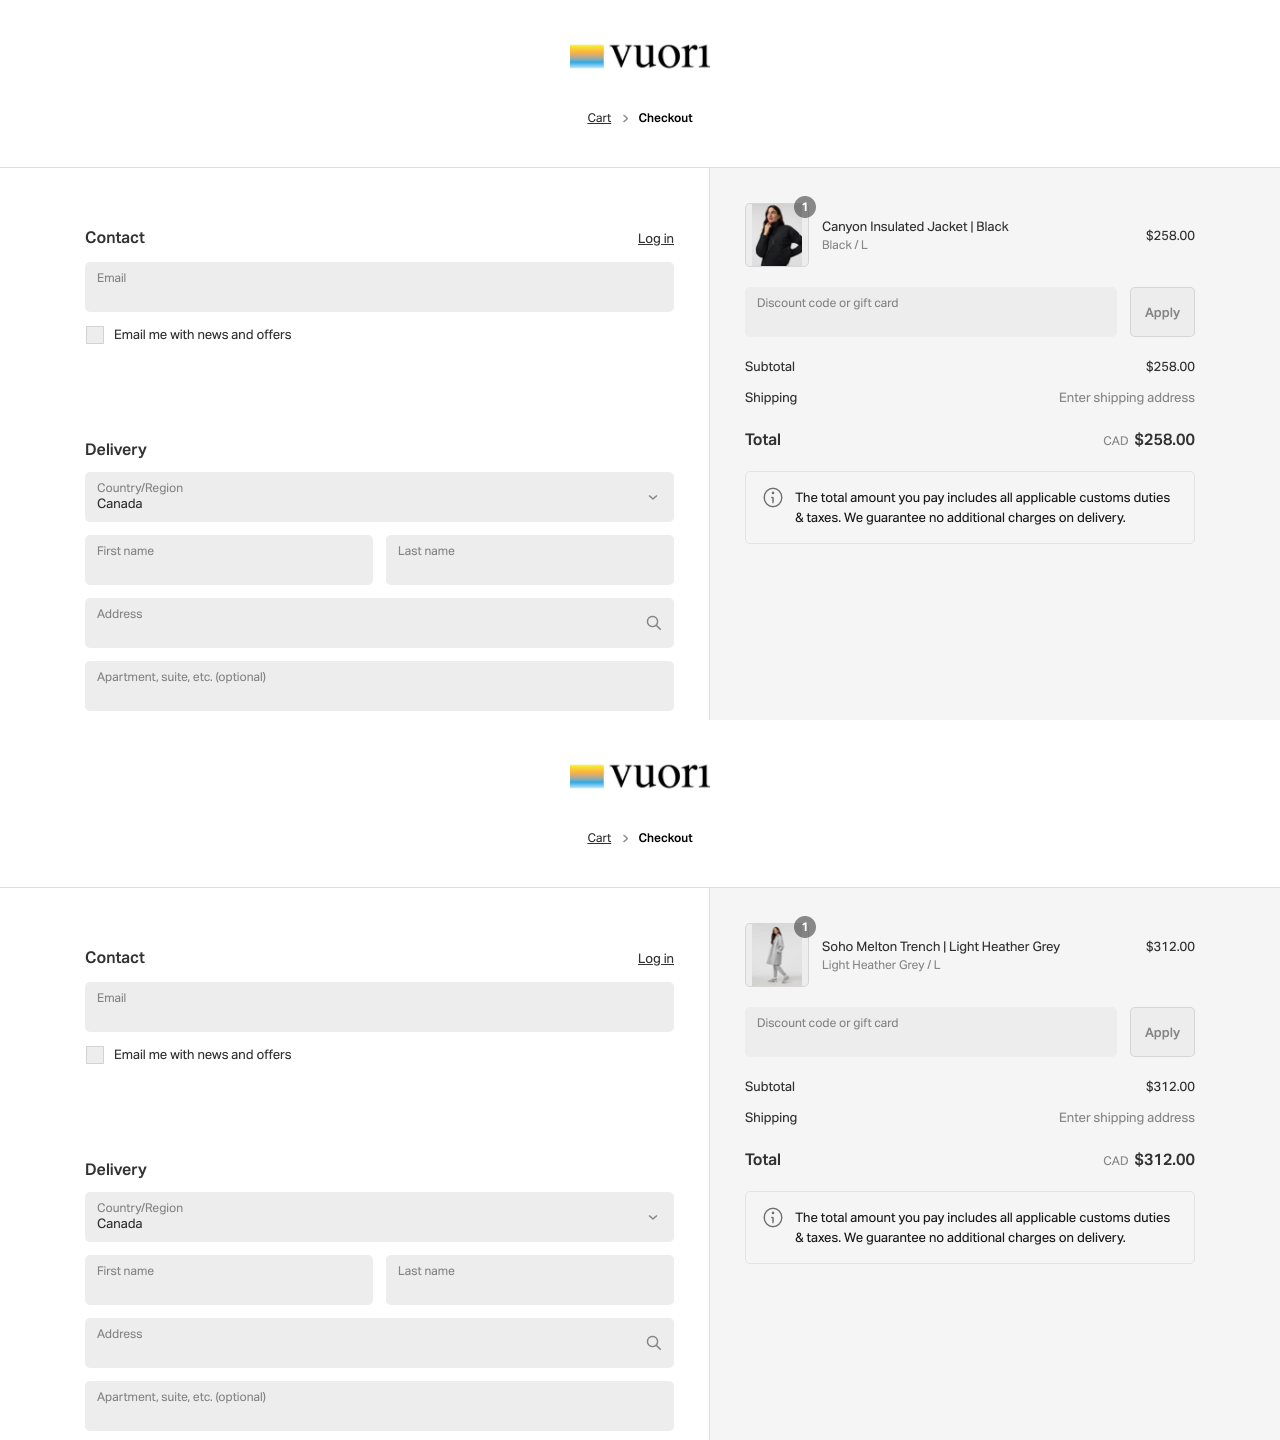 vuori
Cart > Checkout
Contact
Log in
Email
Email me with news and offers
Delivery
Country/Region
Canada
First name
Last name
Address
Apartment, suite, etc. (optional)
1
Canyon Insulated Jacket | Black
Black / L
$258.00
Discount code or gift card
Apply
Subtotal
$258.00
Shipping
Enter shipping address
Total
CAD $258.00
The total amount you pay includes all applicable customs duties
& taxes. We guarantee no additional charges on delivery.
vuori
Cart > Checkout
Contact
Log in
Email
Email me with news and offers
Delivery
Country/Region
Canada
First name
Last name
Address
Apartment, suite, etc. (optional)
1
Soho Melton Trench | Light Heather Grey
Light Heather Grey / L
$312.00
Discount code or gift card
Apply
Subtotal
$312.00
Shipping
Enter shipping address
Total
CAD $312.00
The total amount you pay includes all applicable customs duties
& taxes. We guarantee no additional charges on delivery.